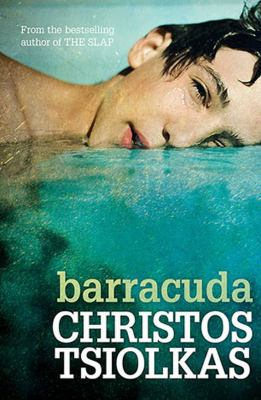 From the bestselling
author of THE SLAP
barracuda
CHRISTOS
TSIOLKAS